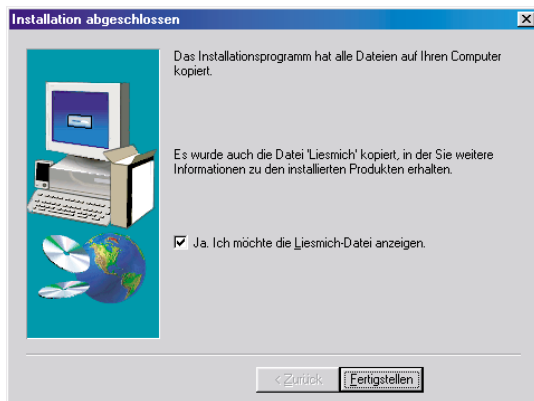 Installation abgeschlossen
Das Installationsprogramm hat alle Dateien auf Ihren Computer
kopiert.
Es wurde auch die Datei 'Liesmich' kopiert, in der Sie weitere
Informationen zu den installierten Produkten erhalten.
Ja. Ich möchte die Liesmich-Datei anzeigen.
< Zurück
Fertigstellen